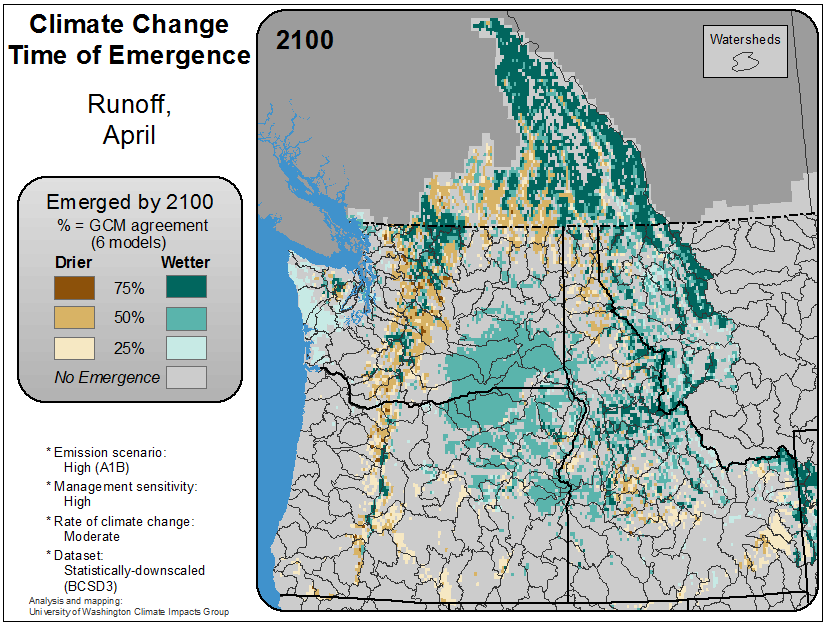 Climate Change
Time of Emergence
Runoff,
April
Emerged by 2100
% = GCM agreement
(6 models)
Drier Wetter
75%
50%
25%
No Emergence
* Emission scenario:
High (A1B)
* Management sensitivity:
High
* Rate of climate change:
Moderate
* Dataset:
Statistically-downscaled
(BCSD3)
Analysis and mapping:
University of Washington Climate Impacts Group
2100
Watersheds